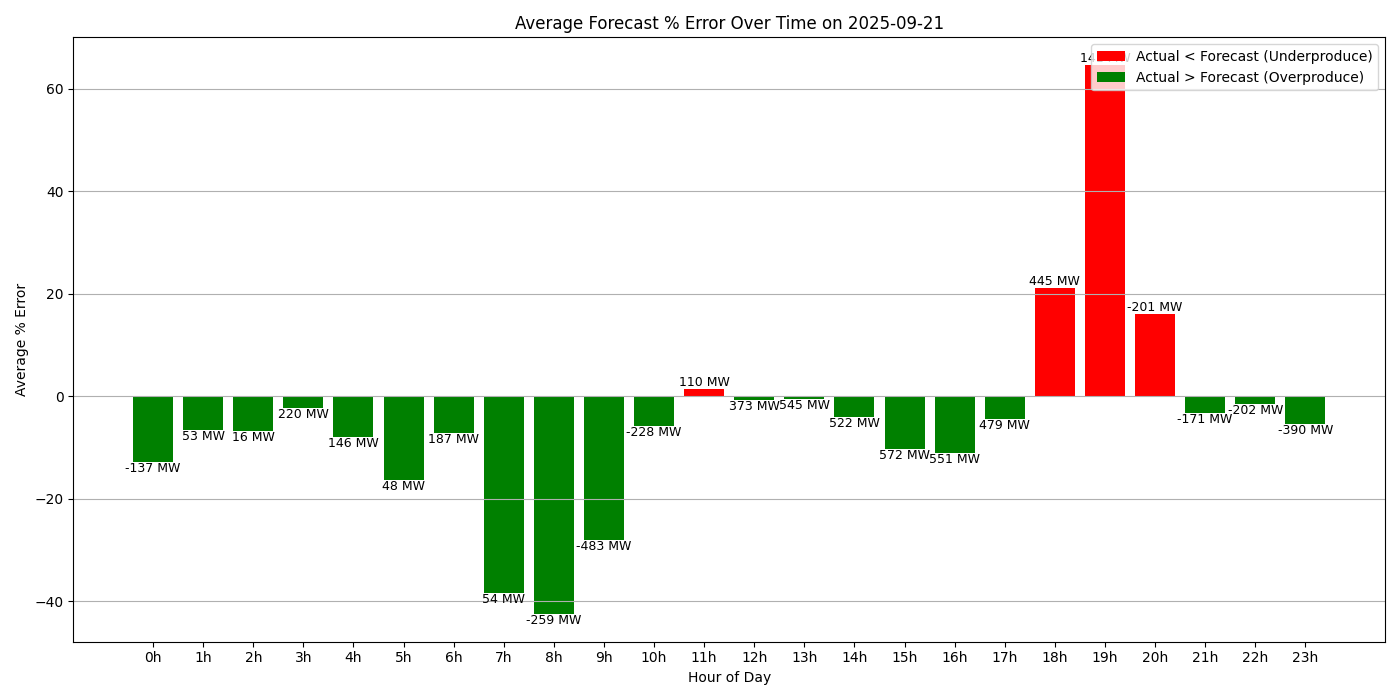 Average Forecast % Error Over Time on 2025-09-21
Actual < Forecast (Underproduce)
Actual > Forecast (Overproduce)
Average % Error
60
40
20
0
−20
−40
-137 MW
53 MW
16 MW
220 MW
146 MW
48 MW
187 MW
54 MW
-259 MW
-483 MW
-228 MW
110 MW
373 MW
545 MW
522 MW
572 MW
551 MW
479 MW
445 MW
-201 MW
-171 MW
-202 MW
-390 MW
0h 1h 2h 3h 4h 5h 6h 7h 8h 9h 10h 11h 12h 13h 14h 15h 16h 17h 18h 19h 20h 21h 22h 23h
Hour of Day